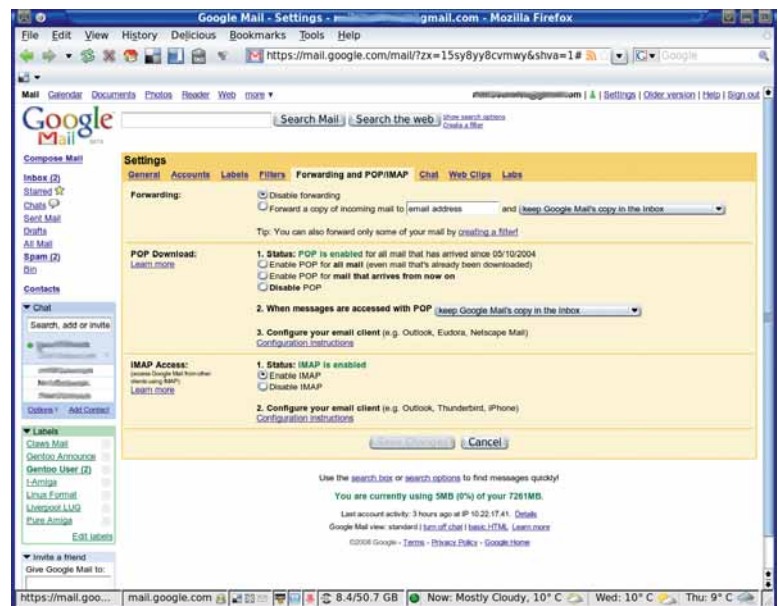 Google Mail - Settings - gmail.com - Mozilla Firefox
File Edit View History Delicious Bookmarks Tools Help
https://mail.google.com/mail/?zx=15sy8yy8cvmwy&shva=1# Google
Mail Calendar Documents Photos Reader Web more ▼ | Settings | Older version | Help | Sign out
Google Mail BETA
Search Mail Search the web Show search options
Create a filter
Compose Mail
Inbox (2)
Starred
Chats
Sent Mail
Drafts
All Mail
Spam (2)
Bin
Contacts
▼ Chat
Search, add or invite
Options ▾ Add Contact
▼ Labels
Claws Mail
Gentoo Announce
Gentoo User (2)
I-Amiga
Linux Format
Liverpool LUG
Pure Amiga
Edit labels
▼ Invite a friend
Give Google Mail to:
Settings
General Accounts Labels Filters Forwarding and POP/IMAP Chat Web Clips Labs
Forwarding:
Disable forwarding
Forward a copy of incoming mail to email address and keep Google Mail's copy in the Inbox
Tip: You can also forward only some of your mail by creating a filter!
POP Download:
Learn more
1. Status: POP is enabled for all mail that has arrived since 05/10/2004
Enable POP for all mail (even mail that's already been downloaded)
Enable POP for mail that arrives from now on
Disable POP
2. When messages are accessed with POP keep Google Mail's copy in the Inbox
3. Configure your email client (e.g. Outlook, Eudora, Netscape Mail)
Configuration instructions
IMAP Access:
(access Google Mail from other
clients using IMAP)
Learn more
1. Status: IMAP is enabled
Enable IMAP
Disable IMAP
2. Configure your email client (e.g. Outlook, Thunderbird, iPhone)
Configuration instructions
Save Changes Cancel
Use the search box or search options to find messages quickly!
You are currently using 5MB (0%) of your 7261MB.
Last account activity: 3 hours ago at IP 10.22.17.41. Details
Google Mail view: standard | turn off chat | basic HTML Learn more
©2008 Google - Terms - Privacy Policy - Google Home
https://mail.goo... mail.google.com 8.4/50.7 GB Now: Mostly Cloudy, 10° C Wed: 10° C Thu: 9° C